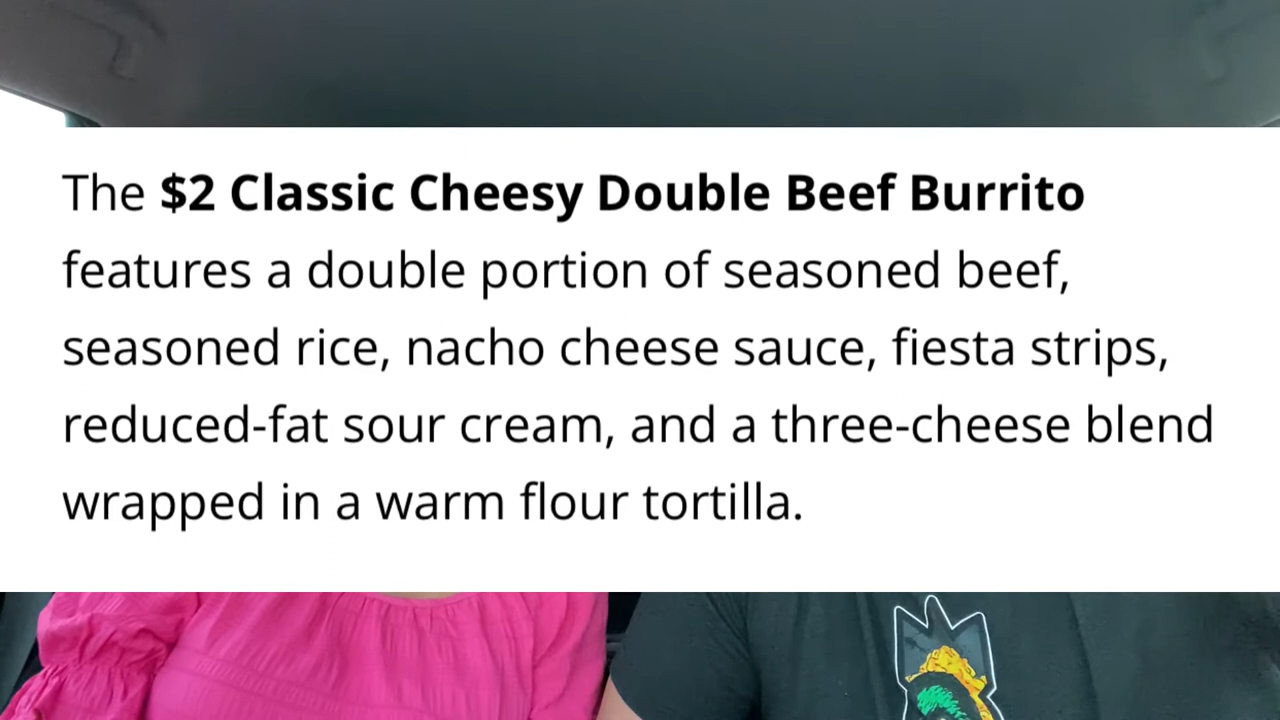 The $2 Classic Cheesy Double Beef Burrito
features a double portion of seasoned beef,
seasoned rice, nacho cheese sauce, fiesta strips,
reduced-fat sour cream, and a three-cheese blend
wrapped in a warm flour tortilla.